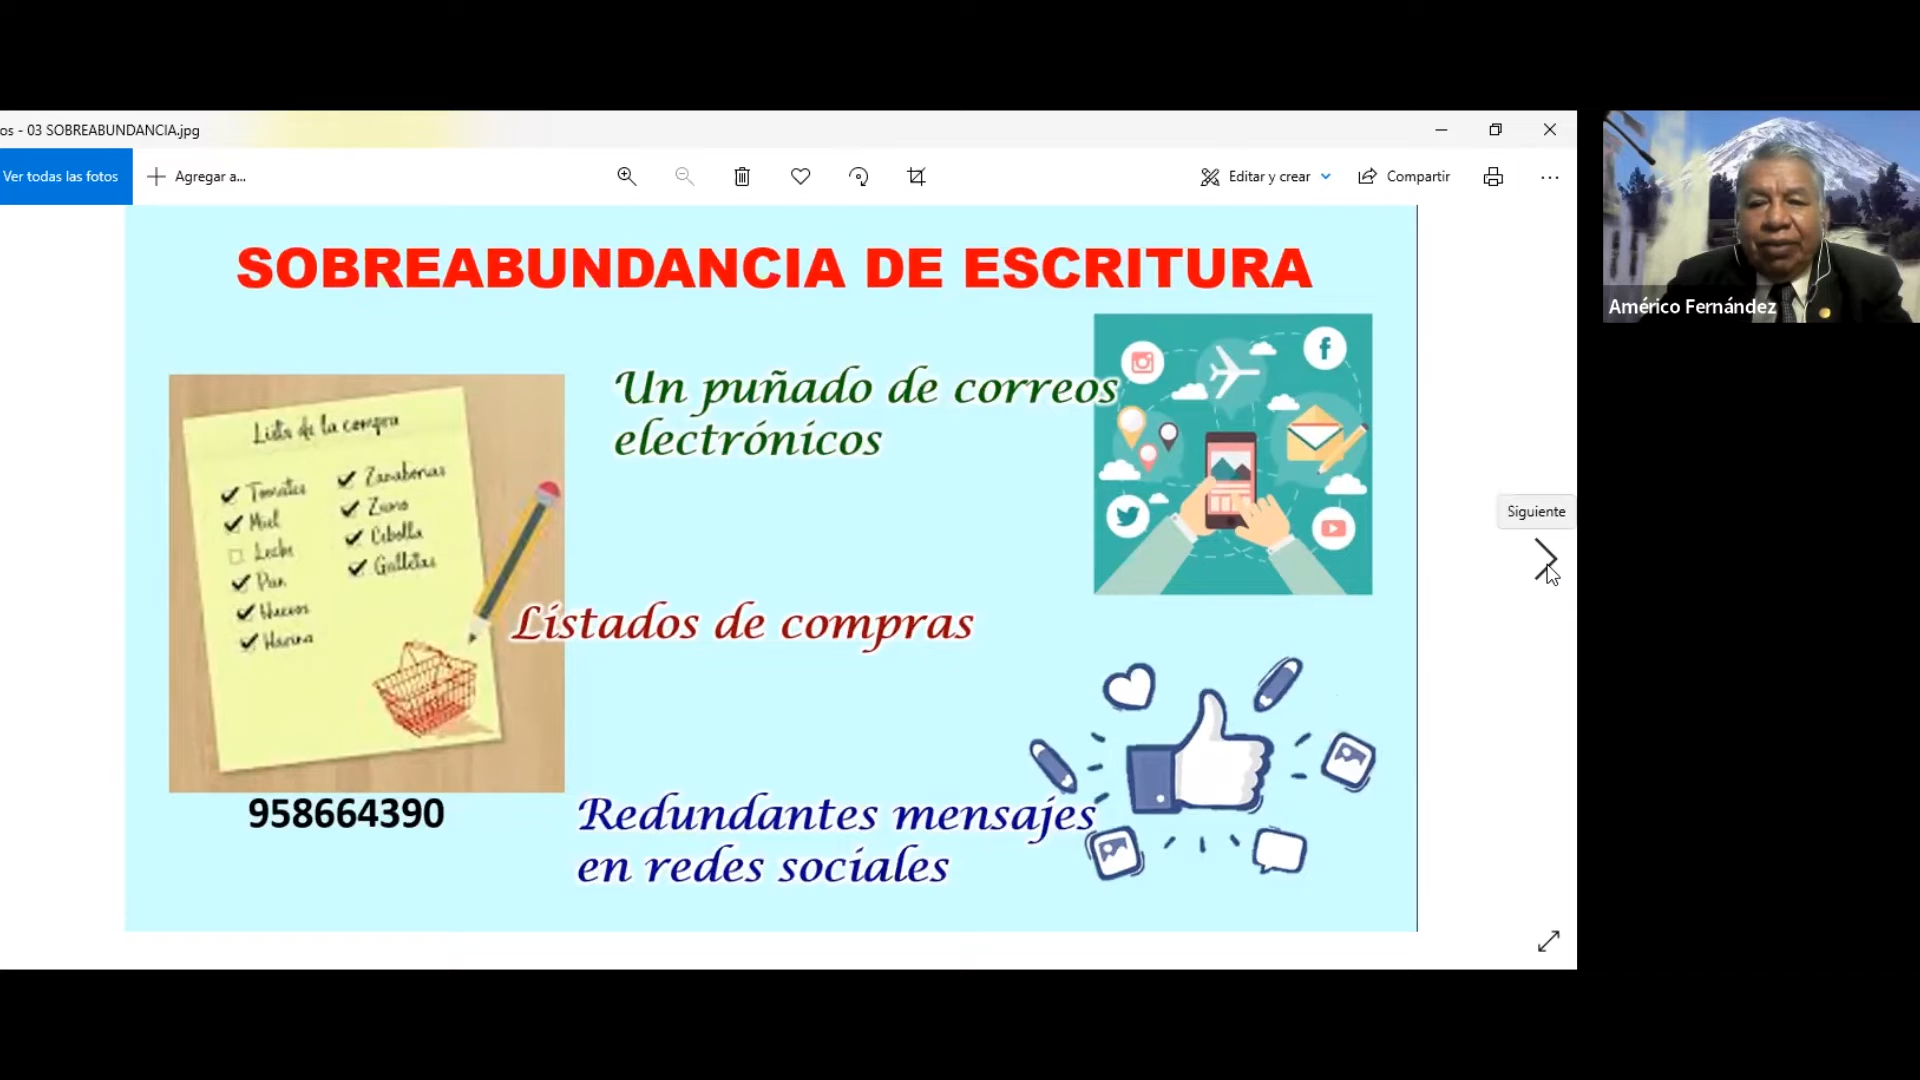 os - 03 SOBREABUNDANCIA.jpg
Ver todas las fotos
Agregar a...
Editar y crear
Compartir
SOBREABUNDANCIA DE ESCRITURA
Américo Fernández
Un puñado de correos
electrónicos
Lista de la compra
Tomates
Miel
Leche
Pan
Huevos
Harina
Zanahorias
Zumo
Cebolla
Galletas
Siguiente
Listados de compras
958664390
Redundantes mensajes
en redes sociales